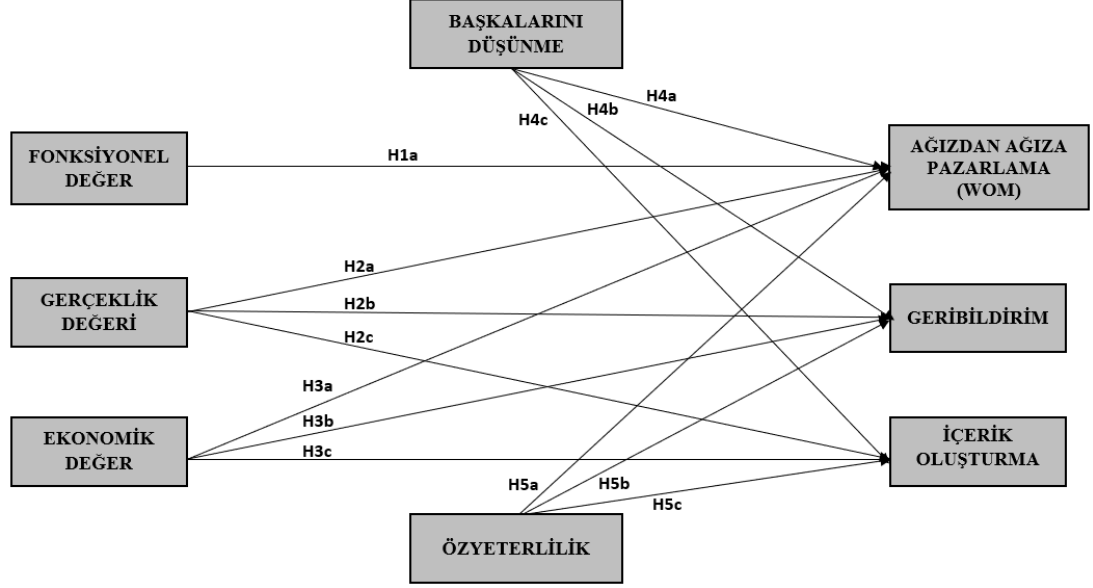 BAŞKALARINI
DÜŞÜNME
H4a
H4b
H4c
FONKSİYONEL
DEĞER
H1a
AĞIZDAN AĞIZA
PAZARLAMA
(WOM)
H2a
GERÇEKLİK
DEĞERİ
H2b
GERİBİLDİRİM
H2c
H3a
H3b
EKONOMİK
DEĞER
H3c
İÇERİK
OLUŞTURMA
H5a
H5b
H5c
ÖZYETERLİLİK